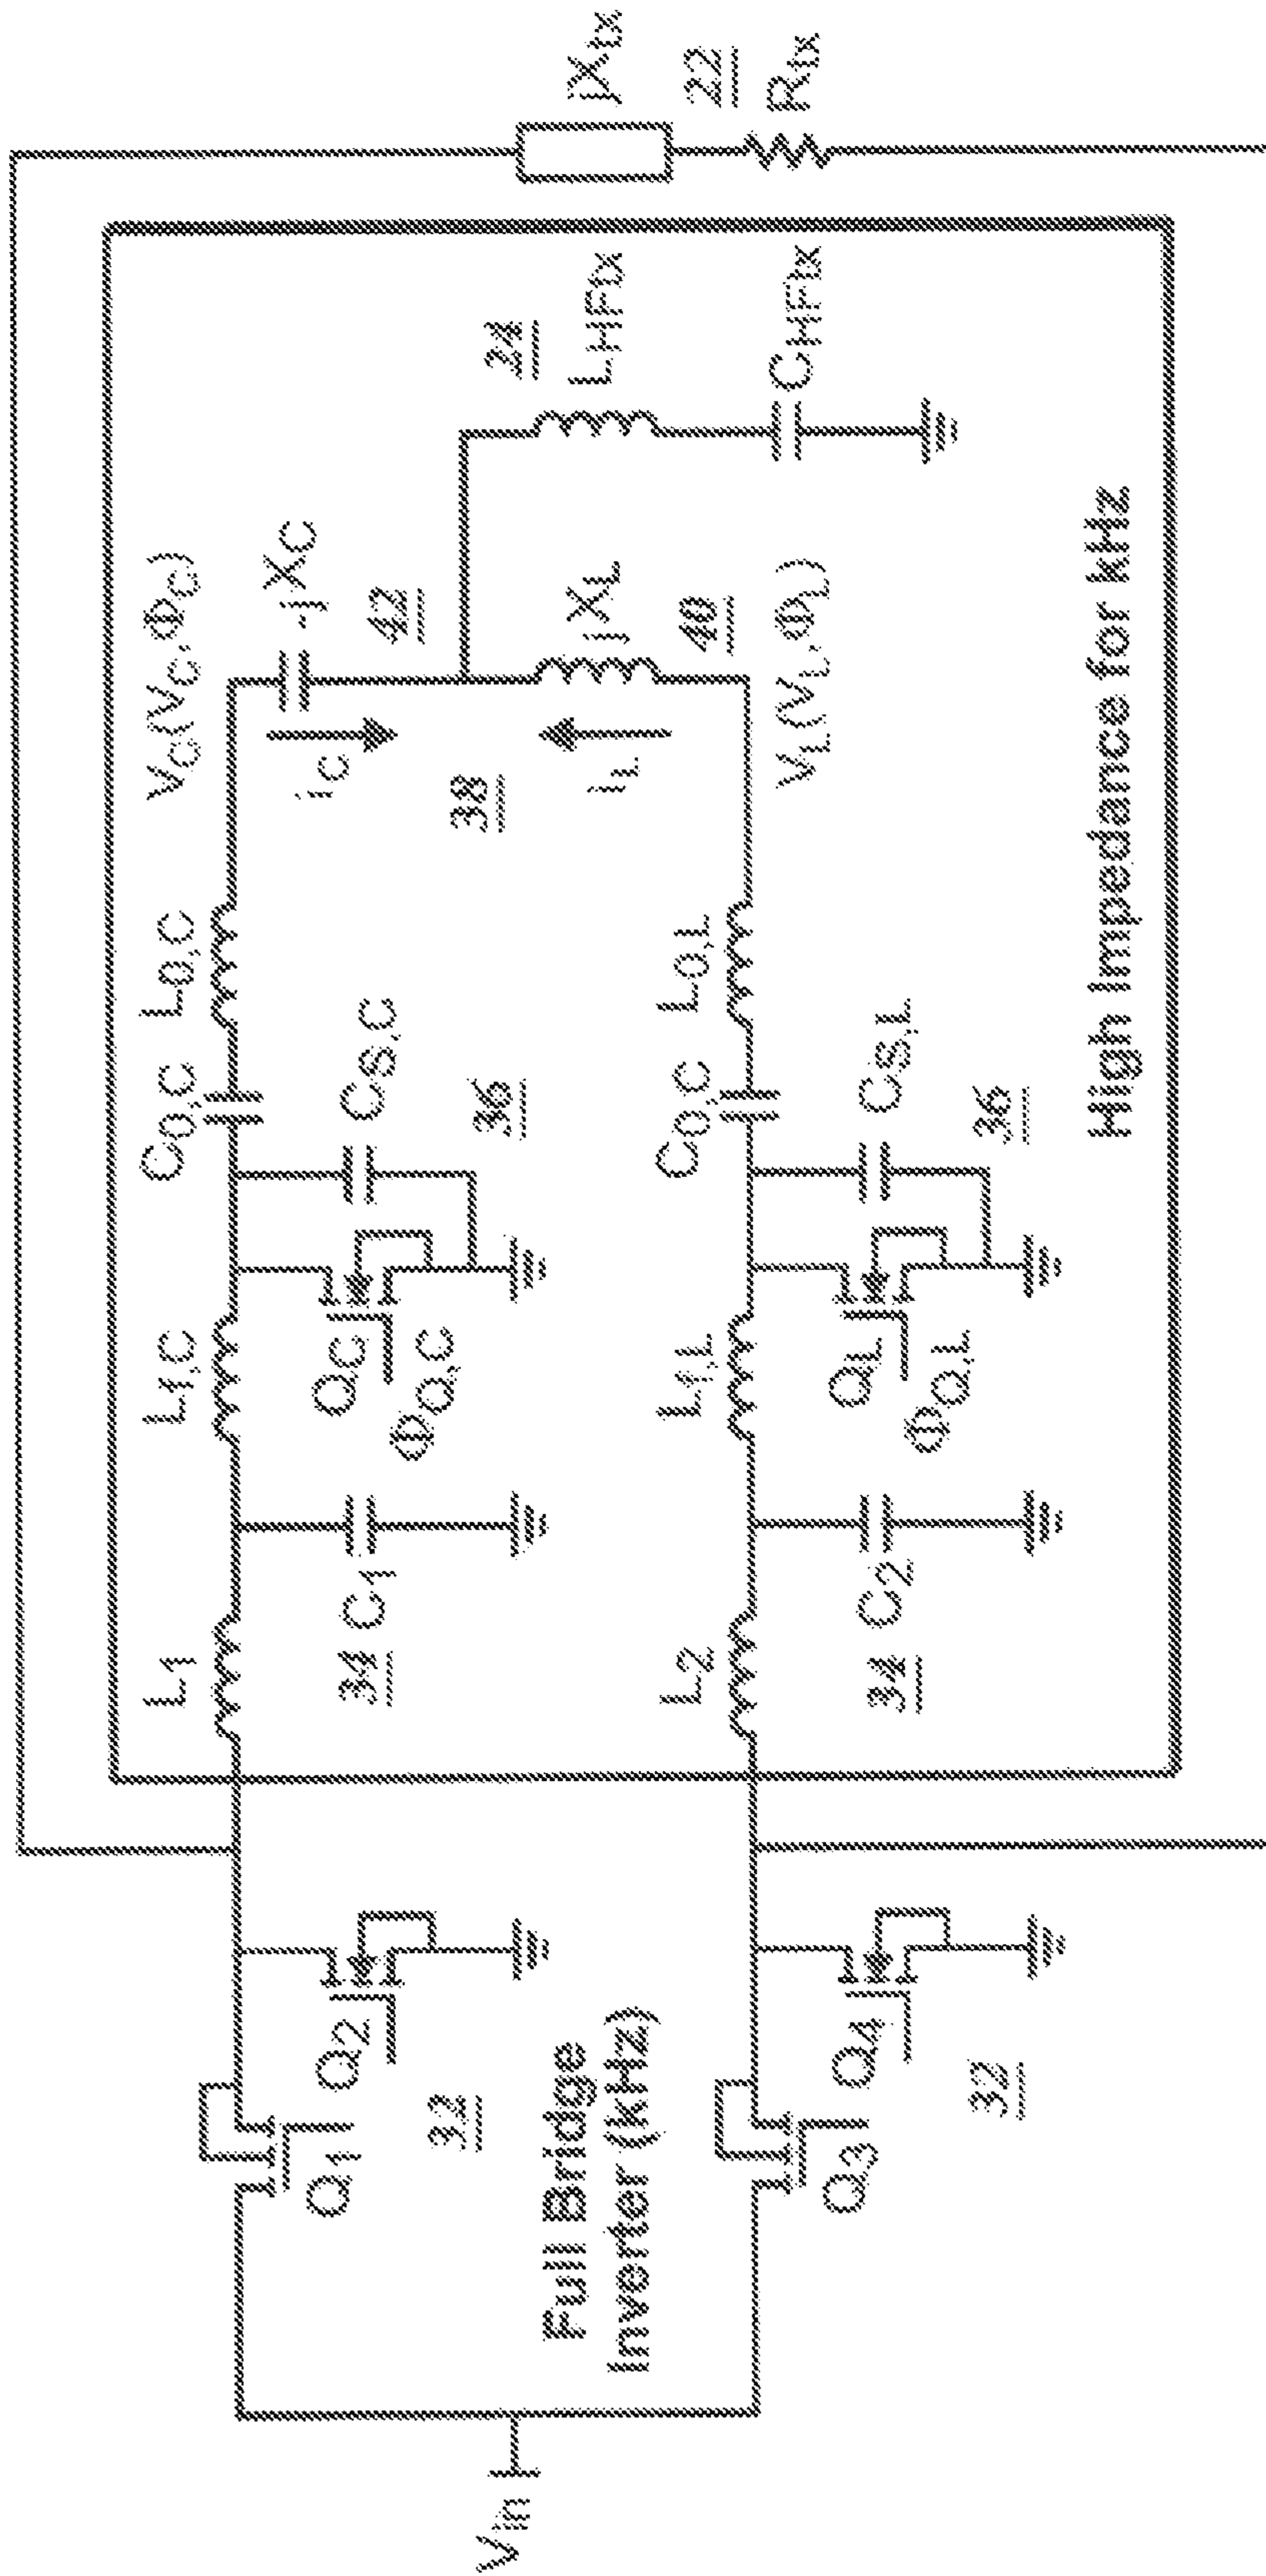 Vin
Q1
Q2
32
Full Bridge
Inverter (kHz)
Q3
Q4
32
L1
34
C1
L1,C
QC
ΦQ,C
C0,C
L0,C
CS,C
36
VC(VC,ΦC)
iC
-jXC
42
38
iL
jXL
40
VL(VL,ΦL)
L2
34
C2
L1,L
QL
ΦQ,L
C0,C
L0,L
CS,L
36
24
LHFtx
CHFtx
High Impedance for kHz
jXtx
22
Rtx